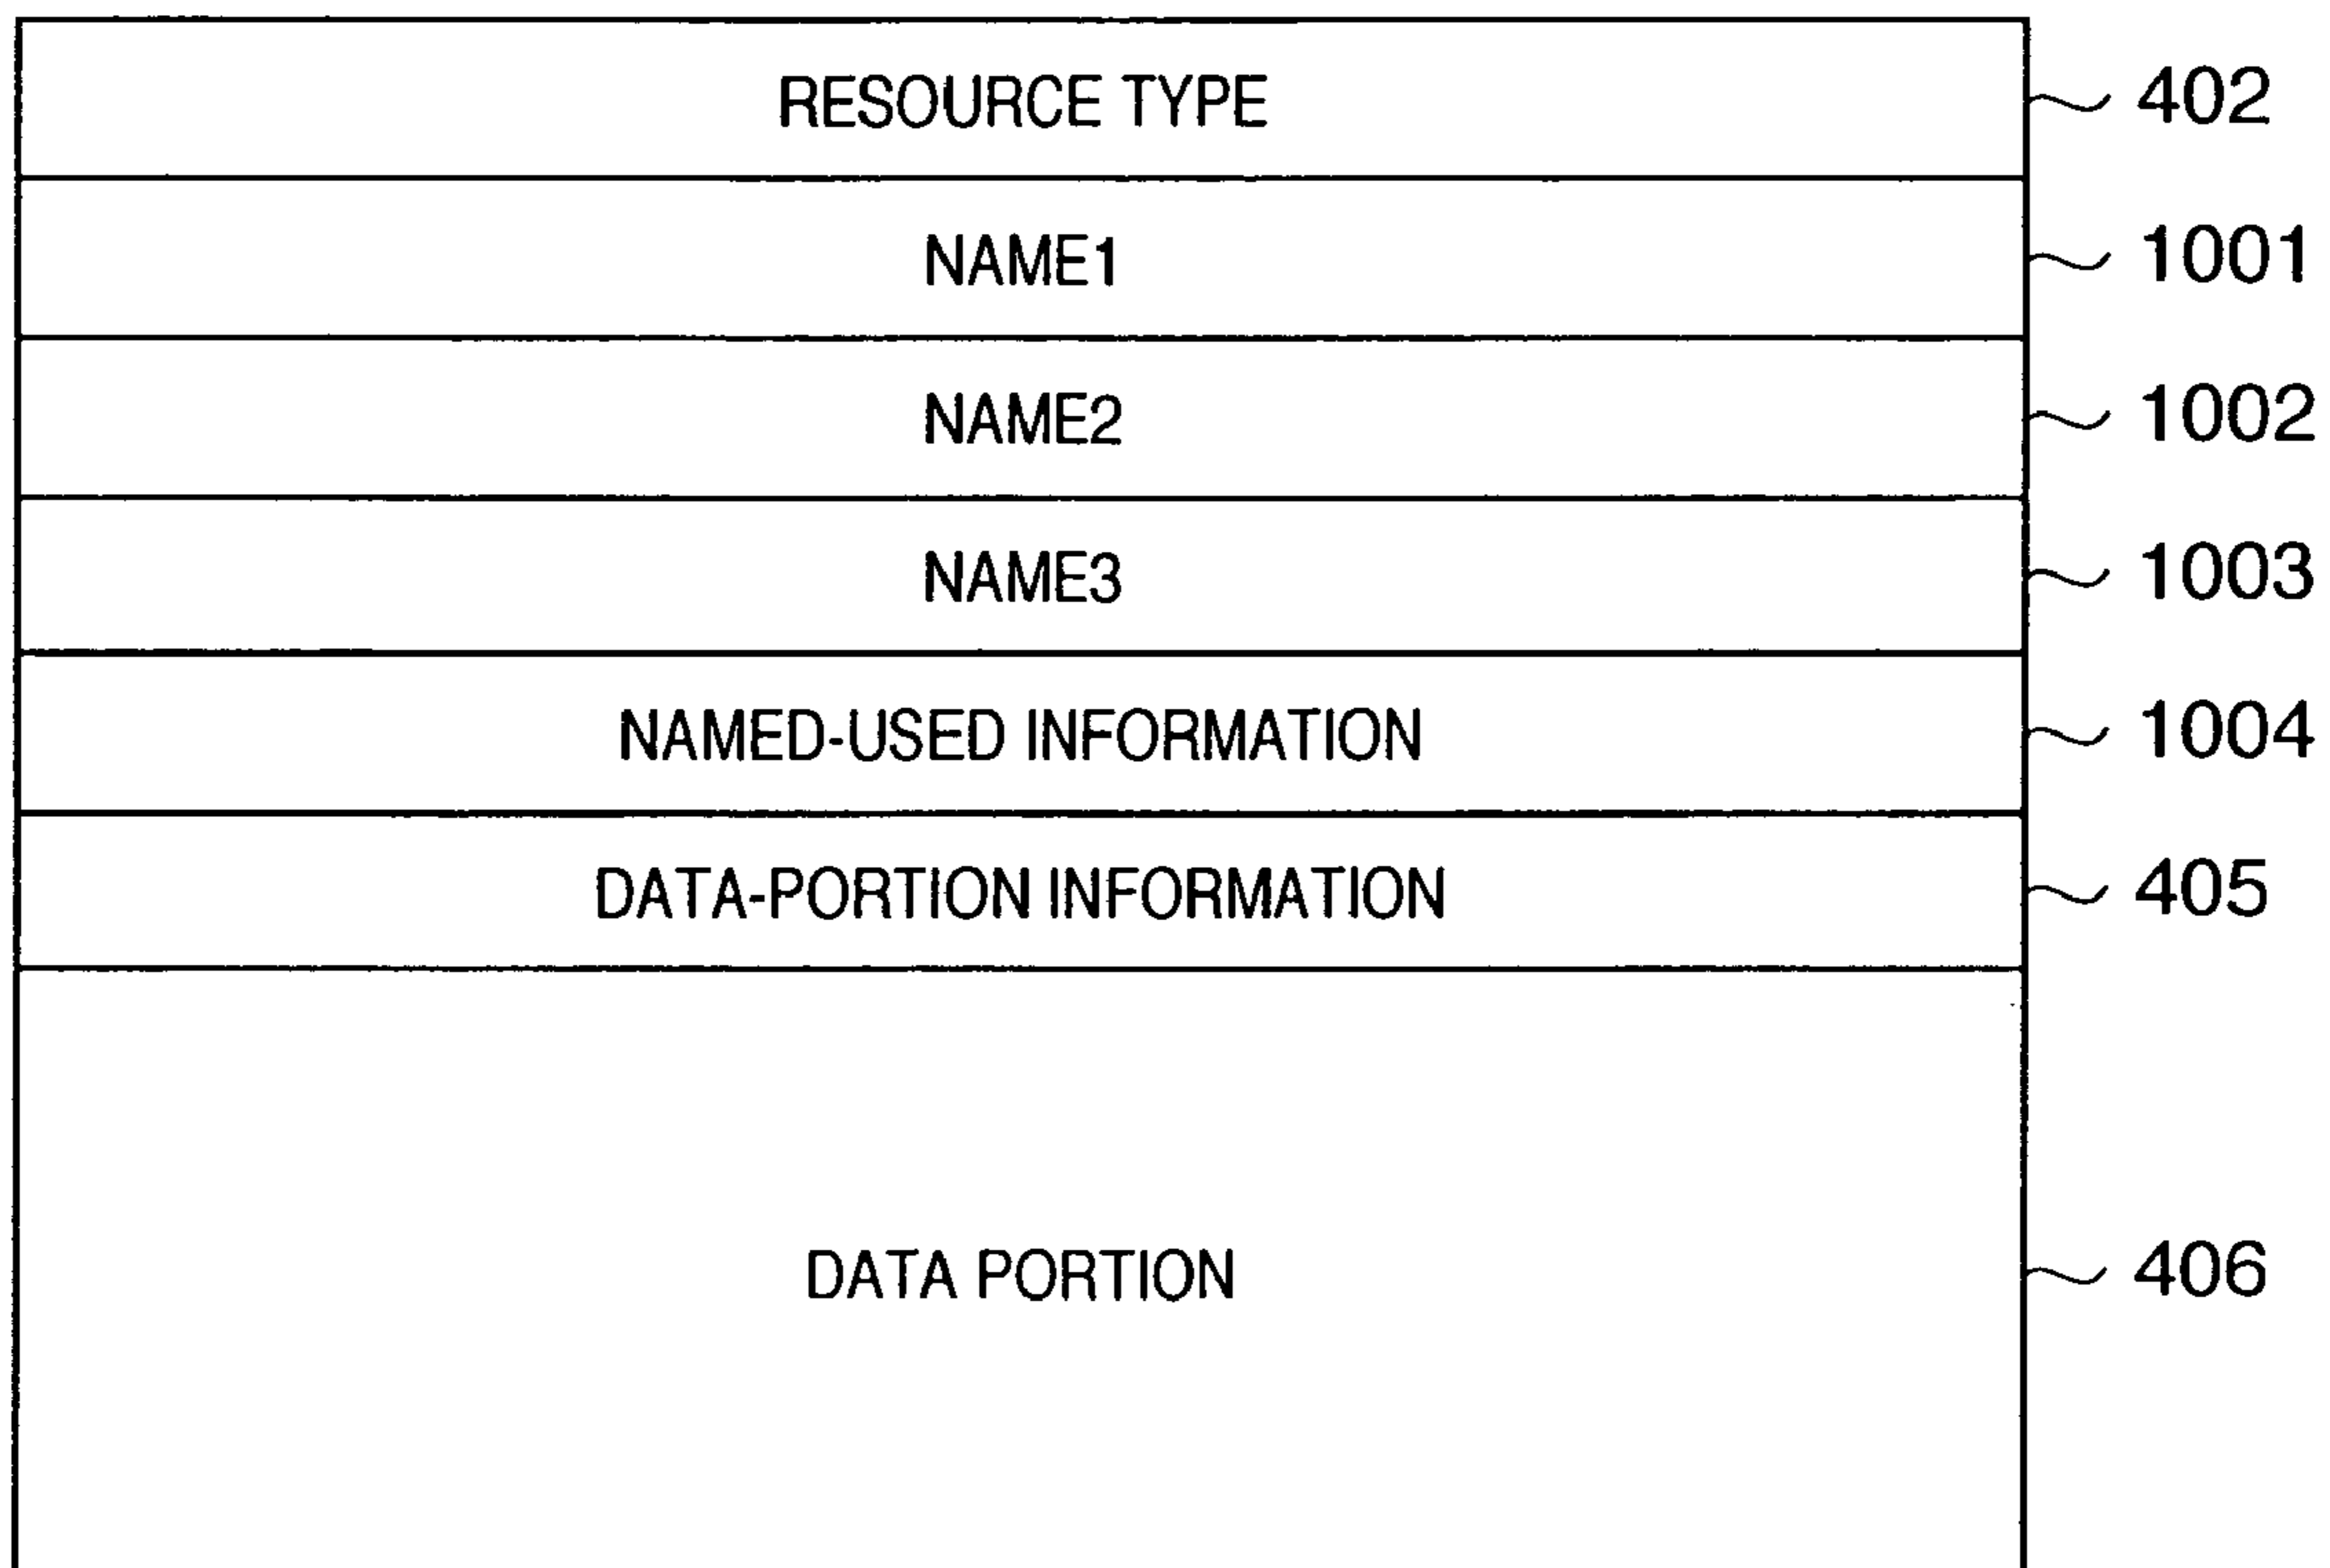 RESOURCE TYPE 402
NAME1 1001
NAME2 1002
NAME3 1003
NAMED-USED INFORMATION 1004
DATA-PORTION INFORMATION 405
DATA PORTION 406